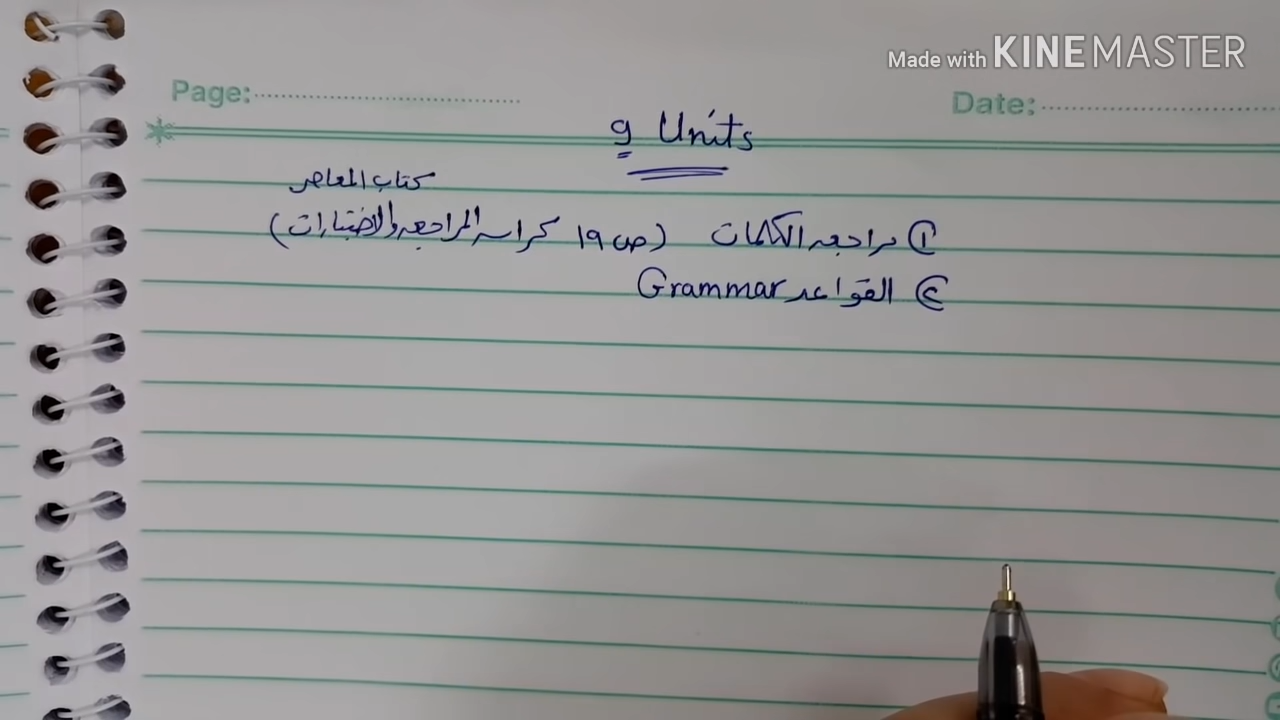 Made with KINEMASTER
Page:
Date:
9 Units
كتاب المعاصر
① مراجعه الكلمات (ص ١٩ كراسه المراجعه والاختبارات)
② القواعد Grammar